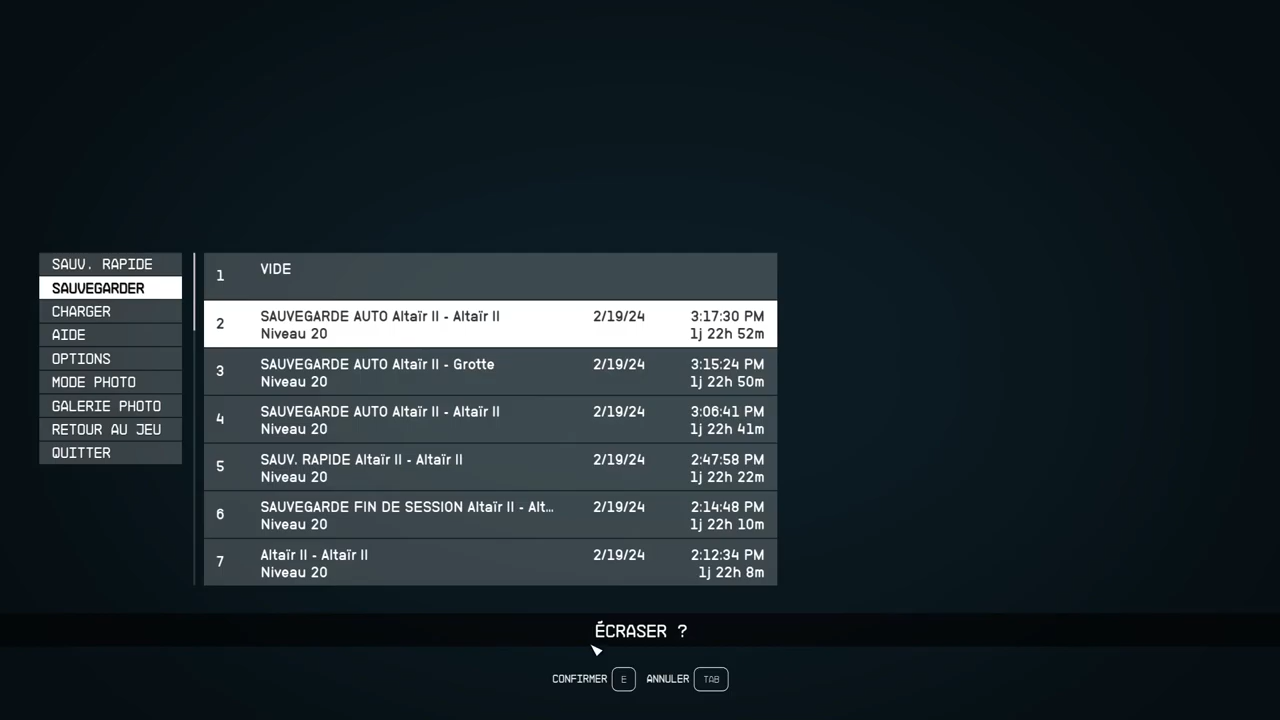 SAUV. RAPIDE
SAUVEGARDER
CHARGER
AIDE
OPTIONS
MODE PHOTO
GALERIE PHOTO
RETOUR AU JEU
QUITTER
1 VIDE
2 SAUVEGARDE AUTO Altaïr II - Altaïr II 2/19/24 3:17:30 PM
Niveau 20 1j 22h 52m
3 SAUVEGARDE AUTO Altaïr II - Grotte 2/19/24 3:15:24 PM
Niveau 20 1j 22h 50m
4 SAUVEGARDE AUTO Altaïr II - Altaïr II 2/19/24 3:06:41 PM
Niveau 20 1j 22h 41m
5 SAUV. RAPIDE Altaïr II - Altaïr II 2/19/24 2:47:58 PM
Niveau 20 1j 22h 22m
6 SAUVEGARDE FIN DE SESSION Altaïr II - Alt... 2/19/24 2:14:48 PM
Niveau 20 1j 22h 10m
7 Altaïr II - Altaïr II 2/19/24 2:12:34 PM
Niveau 20 1j 22h 8m
ÉCRASER ?
CONFIRMER E ANNULER TAB